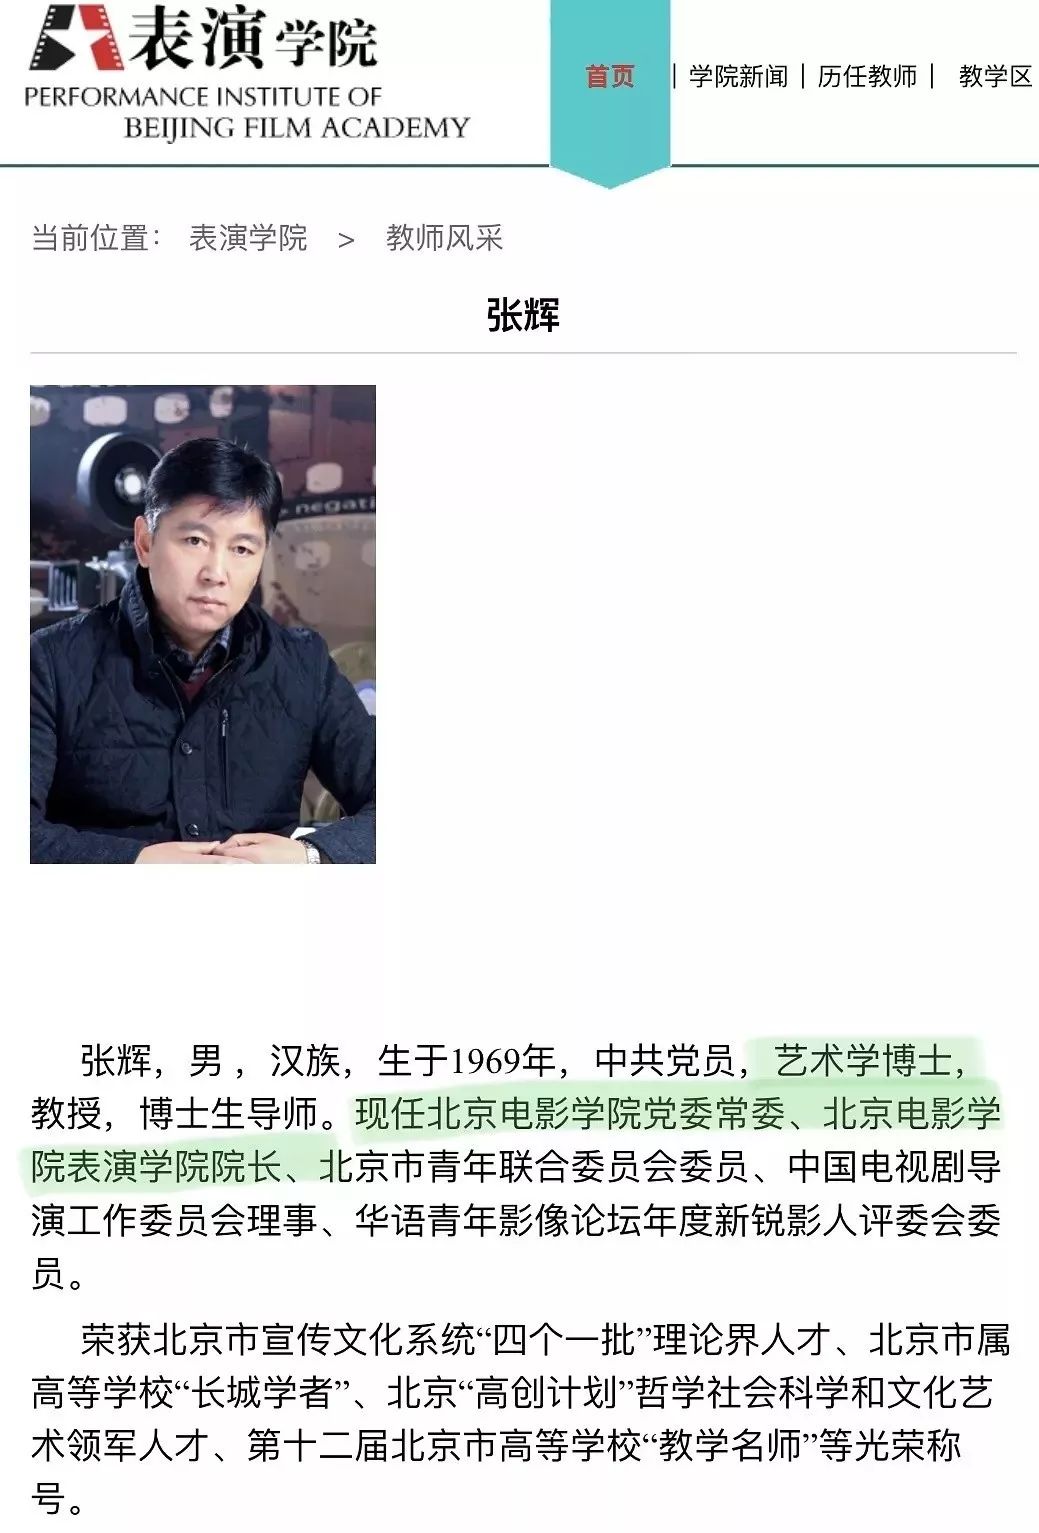 表演学院
PERFORMANCE INSTITUTE OF
BEIJING FILM ACADEMY
首页 | 学院新闻 | 历任教师 | 教学区
当前位置： 表演学院 > 教师风采
张辉
negati
张辉，男 ，汉族，生于1969年，中共党员，艺术学博士，
教授，博士生导师。现任北京电影学院党委常委、北京电影学
院表演学院院长、北京市青年联合委员会委员、中国电视剧导
演工作委员会理事、华语青年影像论坛年度新锐影人评委会委
员。
荣获北京市宣传文化系统“四个一批”理论界人才、北京市属
高等学校“长城学者”、北京“高创计划”哲学社会科学和文化艺
术领军人才、第十二届北京市高等学校“教学名师”等光荣称
号。